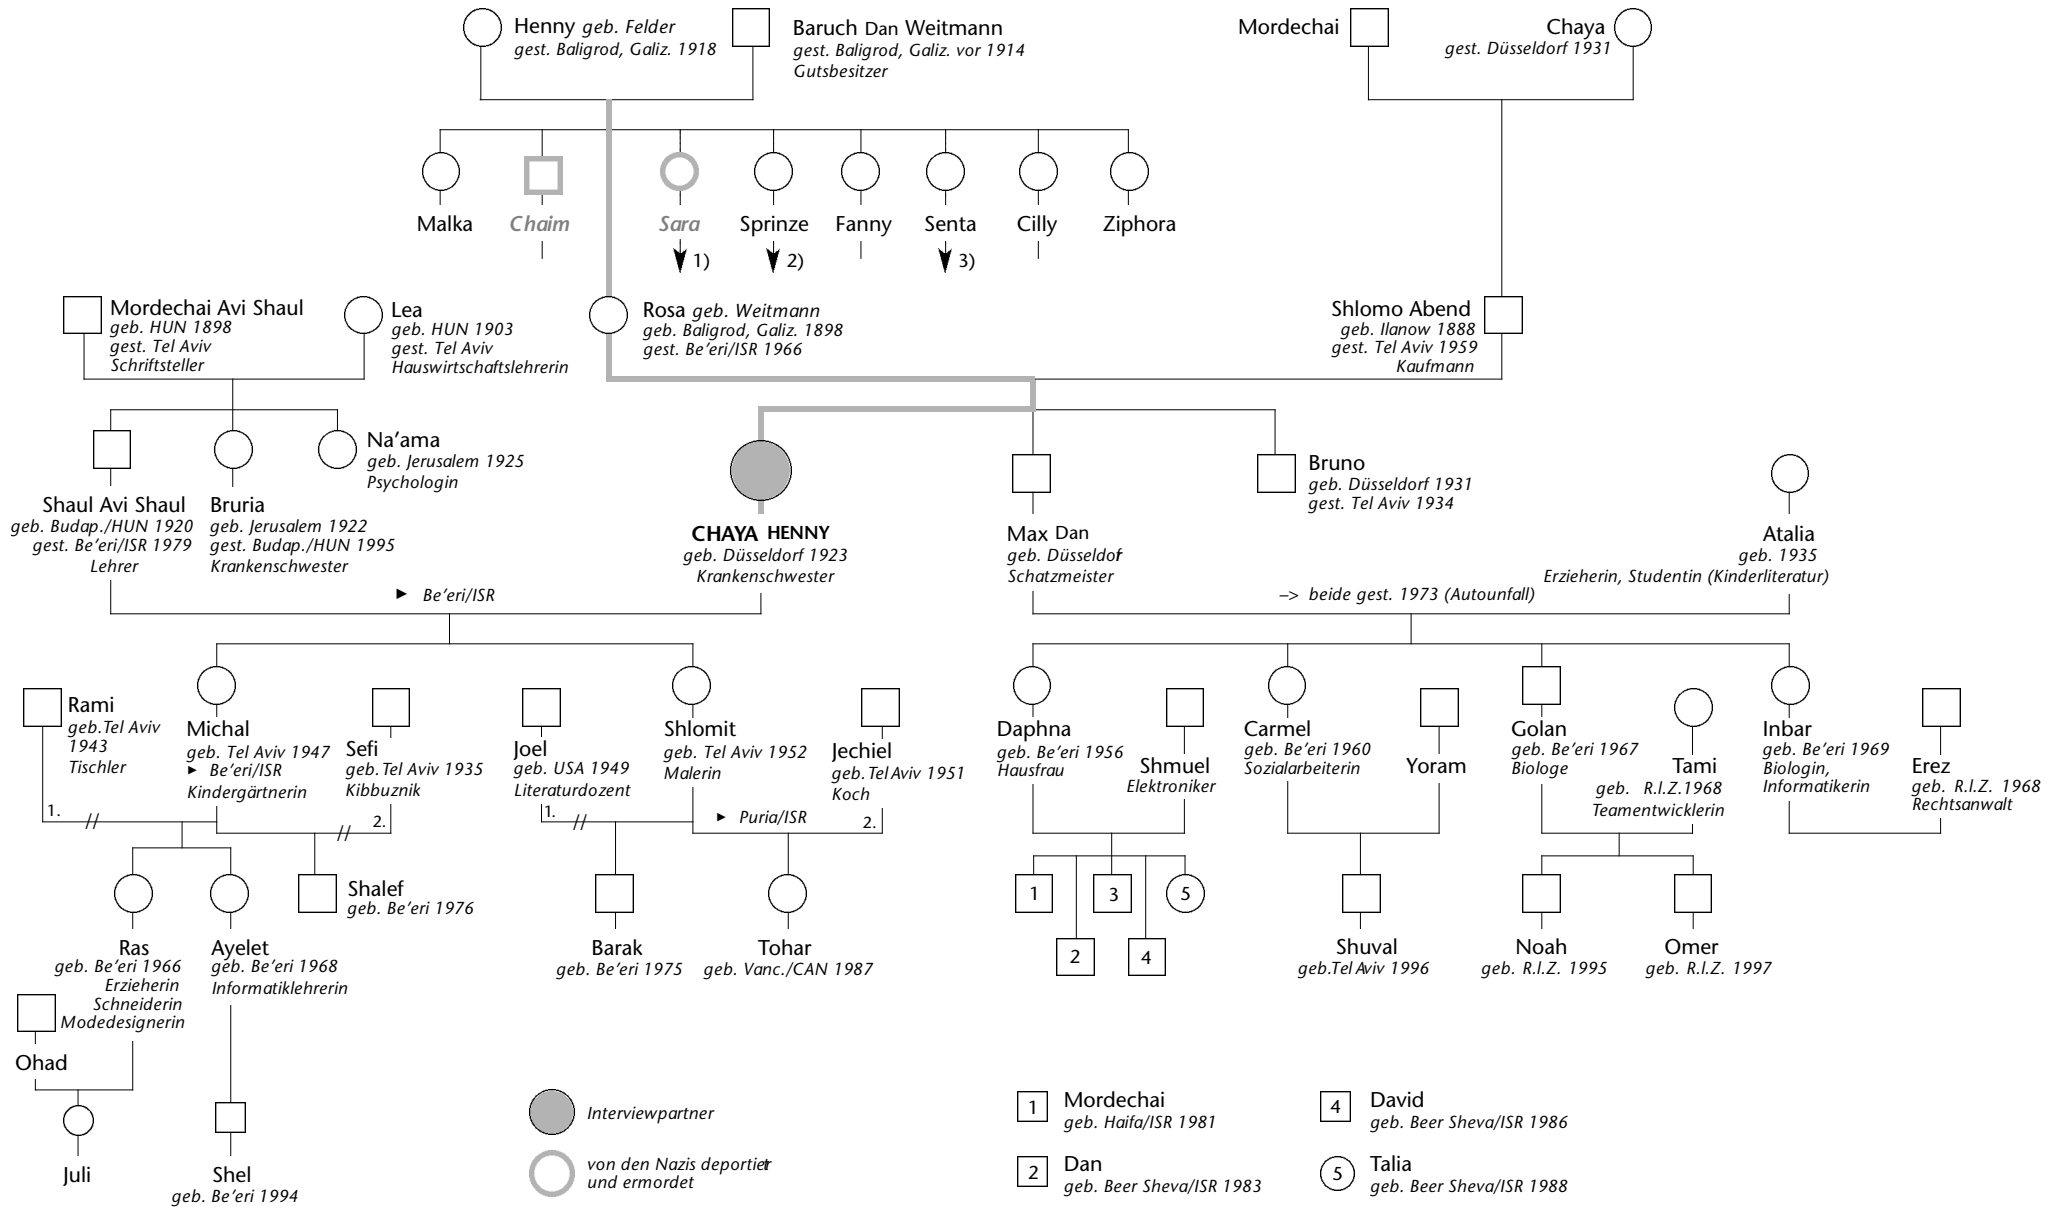 Henny geb. Felder
gest. Baligrod, Galiz. 1918
Baruch Dan Weitmann
gest. Baligrod, Galiz. vor 1914
Gutsbesitzer
Mordechai
Chaya
gest. Düsseldorf 1931
Malka
Chaim
Sara
Sprinze
Fanny
Senta
Cilly
Ziphora
1)
2)
3)
Mordechai Avi Shaul
geb. HUN 1898
gest. Tel Aviv
Schriftsteller
Lea
geb. HUN 1903
gest. Tel Aviv
Hauswirtschaftslehrerin
Rosa geb. Weitmann
geb. Baligrod, Galiz. 1898
gest. Be’eri/ISR 1966
Shlomo Abend
geb. Ilanow 1888
gest. Tel Aviv 1959
Kaufmann
Na’ama
geb. Jerusalem 1925
Psychologin
Shaul Avi Shaul
geb. Budap./HUN 1920
gest. Be’eri/ISR 1979
Lehrer
Bruria
geb. Jerusalem 1922
gest. Budap./HUN 1995
Krankenschwester
CHAYA HENNY
geb. Düsseldorf 1923
Krankenschwester
Max Dan
geb. Düsseldorf
Schatzmeister
Bruno
geb. Düsseldorf 1931
gest. Tel Aviv 1934
Atalia
geb. 1935
Erzieherin, Studentin (Kinderliteratur)
► Be’eri/ISR
–> beide gest. 1973 (Autounfall)
Rami
geb.Tel Aviv
1943
Tischler
Michal
geb. Tel Aviv 1947
► Be’eri/ISR
Kindergärtnerin
Sefi
geb.Tel Aviv 1935
Kibbuznik
Joel
geb. USA 1949
Literaturdozent
Shlomit
geb. Tel Aviv 1952
Malerin
Jechiel
geb.Tel Aviv 1951
Koch
Daphna
geb. Be’eri 1956
Hausfrau
Shmuel
Elektroniker
Carmel
geb. Be’eri 1960
Sozialarbeiterin
Yoram
Golan
geb. Be’eri 1967
Biologe
Tami
geb. R.I.Z.1968
Teamentwicklerin
Inbar
geb. Be’eri 1969
Biologin,
Informatikerin
Erez
geb. R.I.Z. 1968
Rechtsanwalt
1.
//
//
2.
1.
//
► Puria/ISR
2.
Shalef
geb. Be’eri 1976
1
3
5
2
4
Ras
geb. Be’eri 1966
Erzieherin
Schneiderin
Modedesignerin
Ayelet
geb. Be’eri 1968
Informatiklehrerin
Barak
geb. Be’eri 1975
Tohar
geb. Vanc./CAN 1987
Shuval
geb.Tel Aviv 1996
Noah
geb. R.I.Z. 1995
Omer
geb. R.I.Z. 1997
Ohad
Juli
Shel
geb. Be’eri 1994
Interviewpartner
von den Nazis deportiert
und ermordet
1 Mordechai
geb. Haifa/ISR 1981
2 Dan
geb. Beer Sheva/ISR 1983
4 David
geb. Beer Sheva/ISR 1986
5 Talia
geb. Beer Sheva/ISR 1988